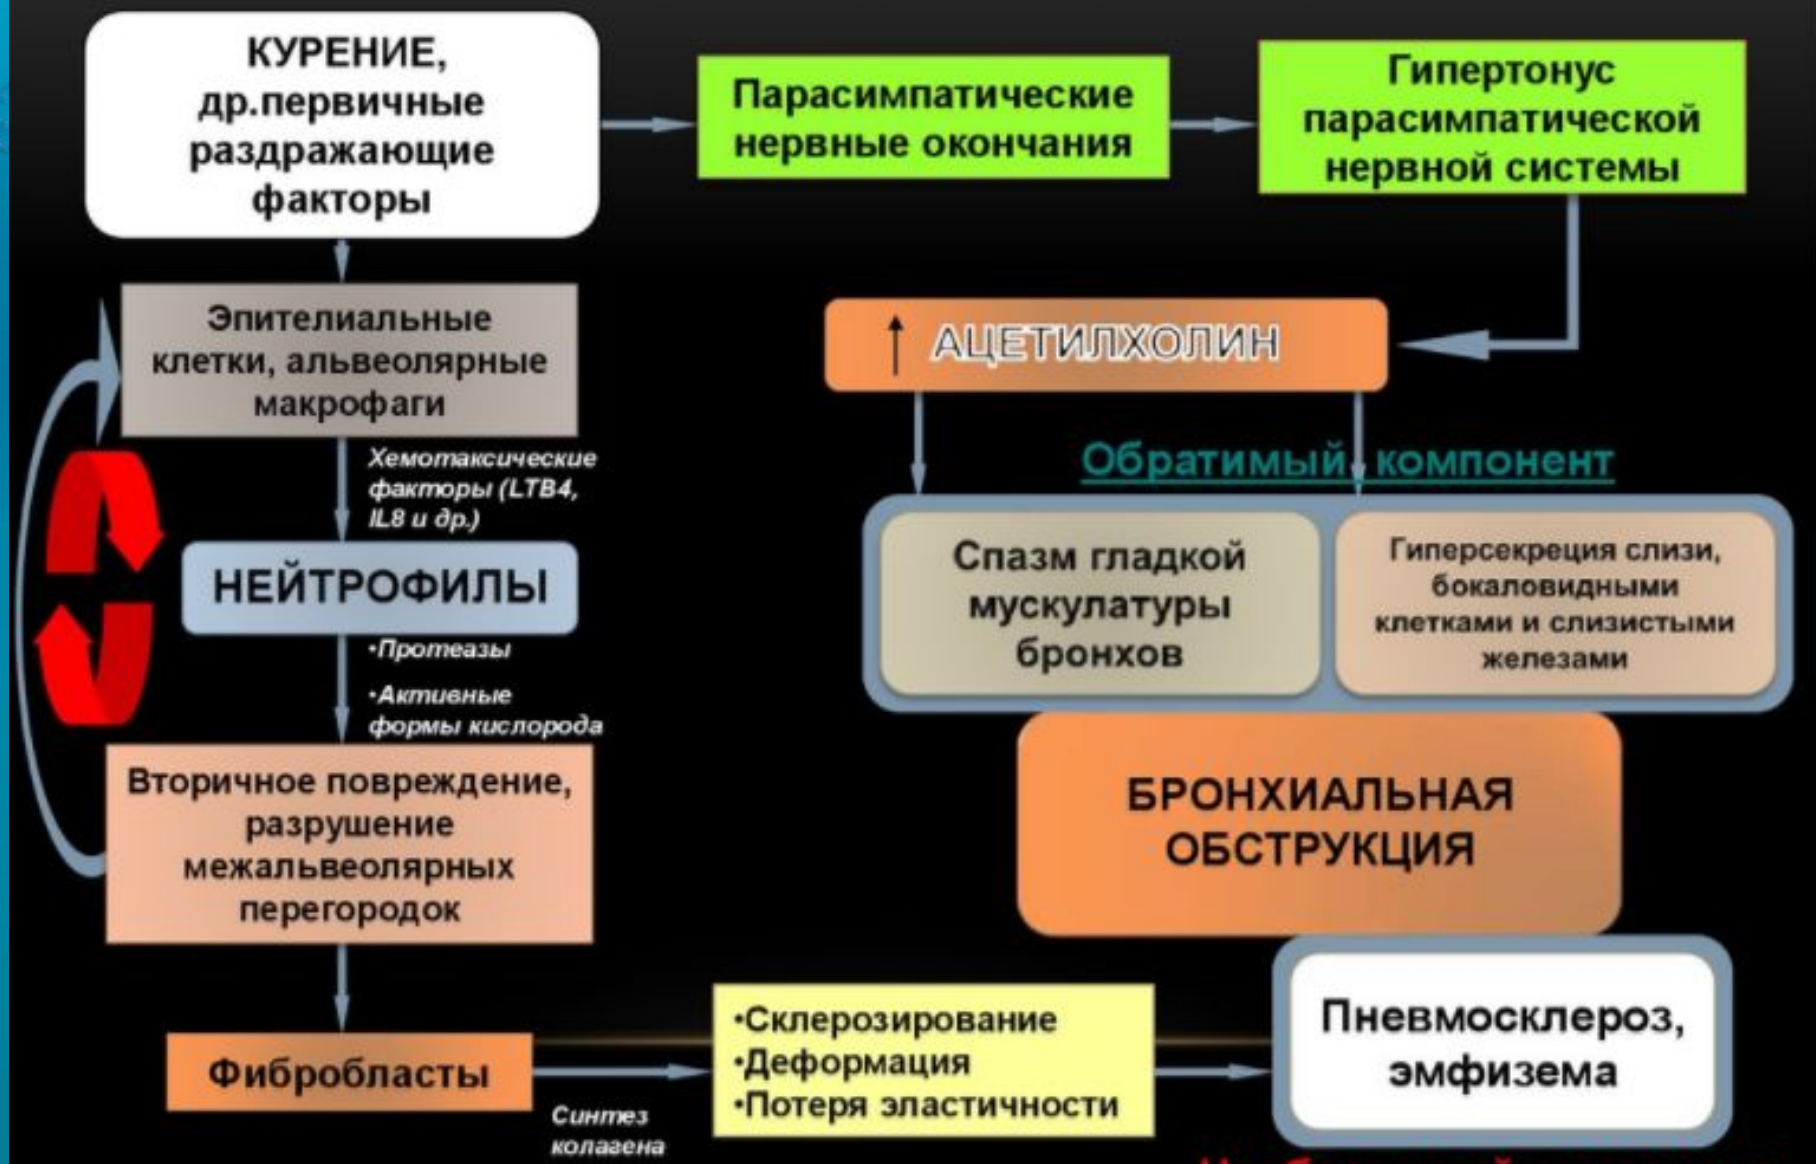 КУРЕНИЕ,
др.первичные
раздражающие
факторы
Парасимпатические
нервные окончания
Гипертонус
парасимпатической
нервной системы
Эпителиальные
клетки, альвеолярные
макрофаги
↑ АЦЕТИЛХОЛИН
Хемотаксические
факторы (LTB4,
IL8 и др.)
Обратимый компонент
НЕЙТРОФИЛЫ
Спазм гладкой
мускулатуры
бронхов
Гиперсекреция слизи,
бокаловидными
клетками и слизистыми
железами
•Протеазы
•Активные
формы кислорода
Вторичное повреждение,
разрушение
межальвеолярных
перегородок
БРОНХИАЛЬНАЯ
ОБСТРУКЦИЯ
Фибробласты
Синтез
колагена
•Склерозирование
•Деформация
•Потеря эластичности
Пневмосклероз,
эмфизема